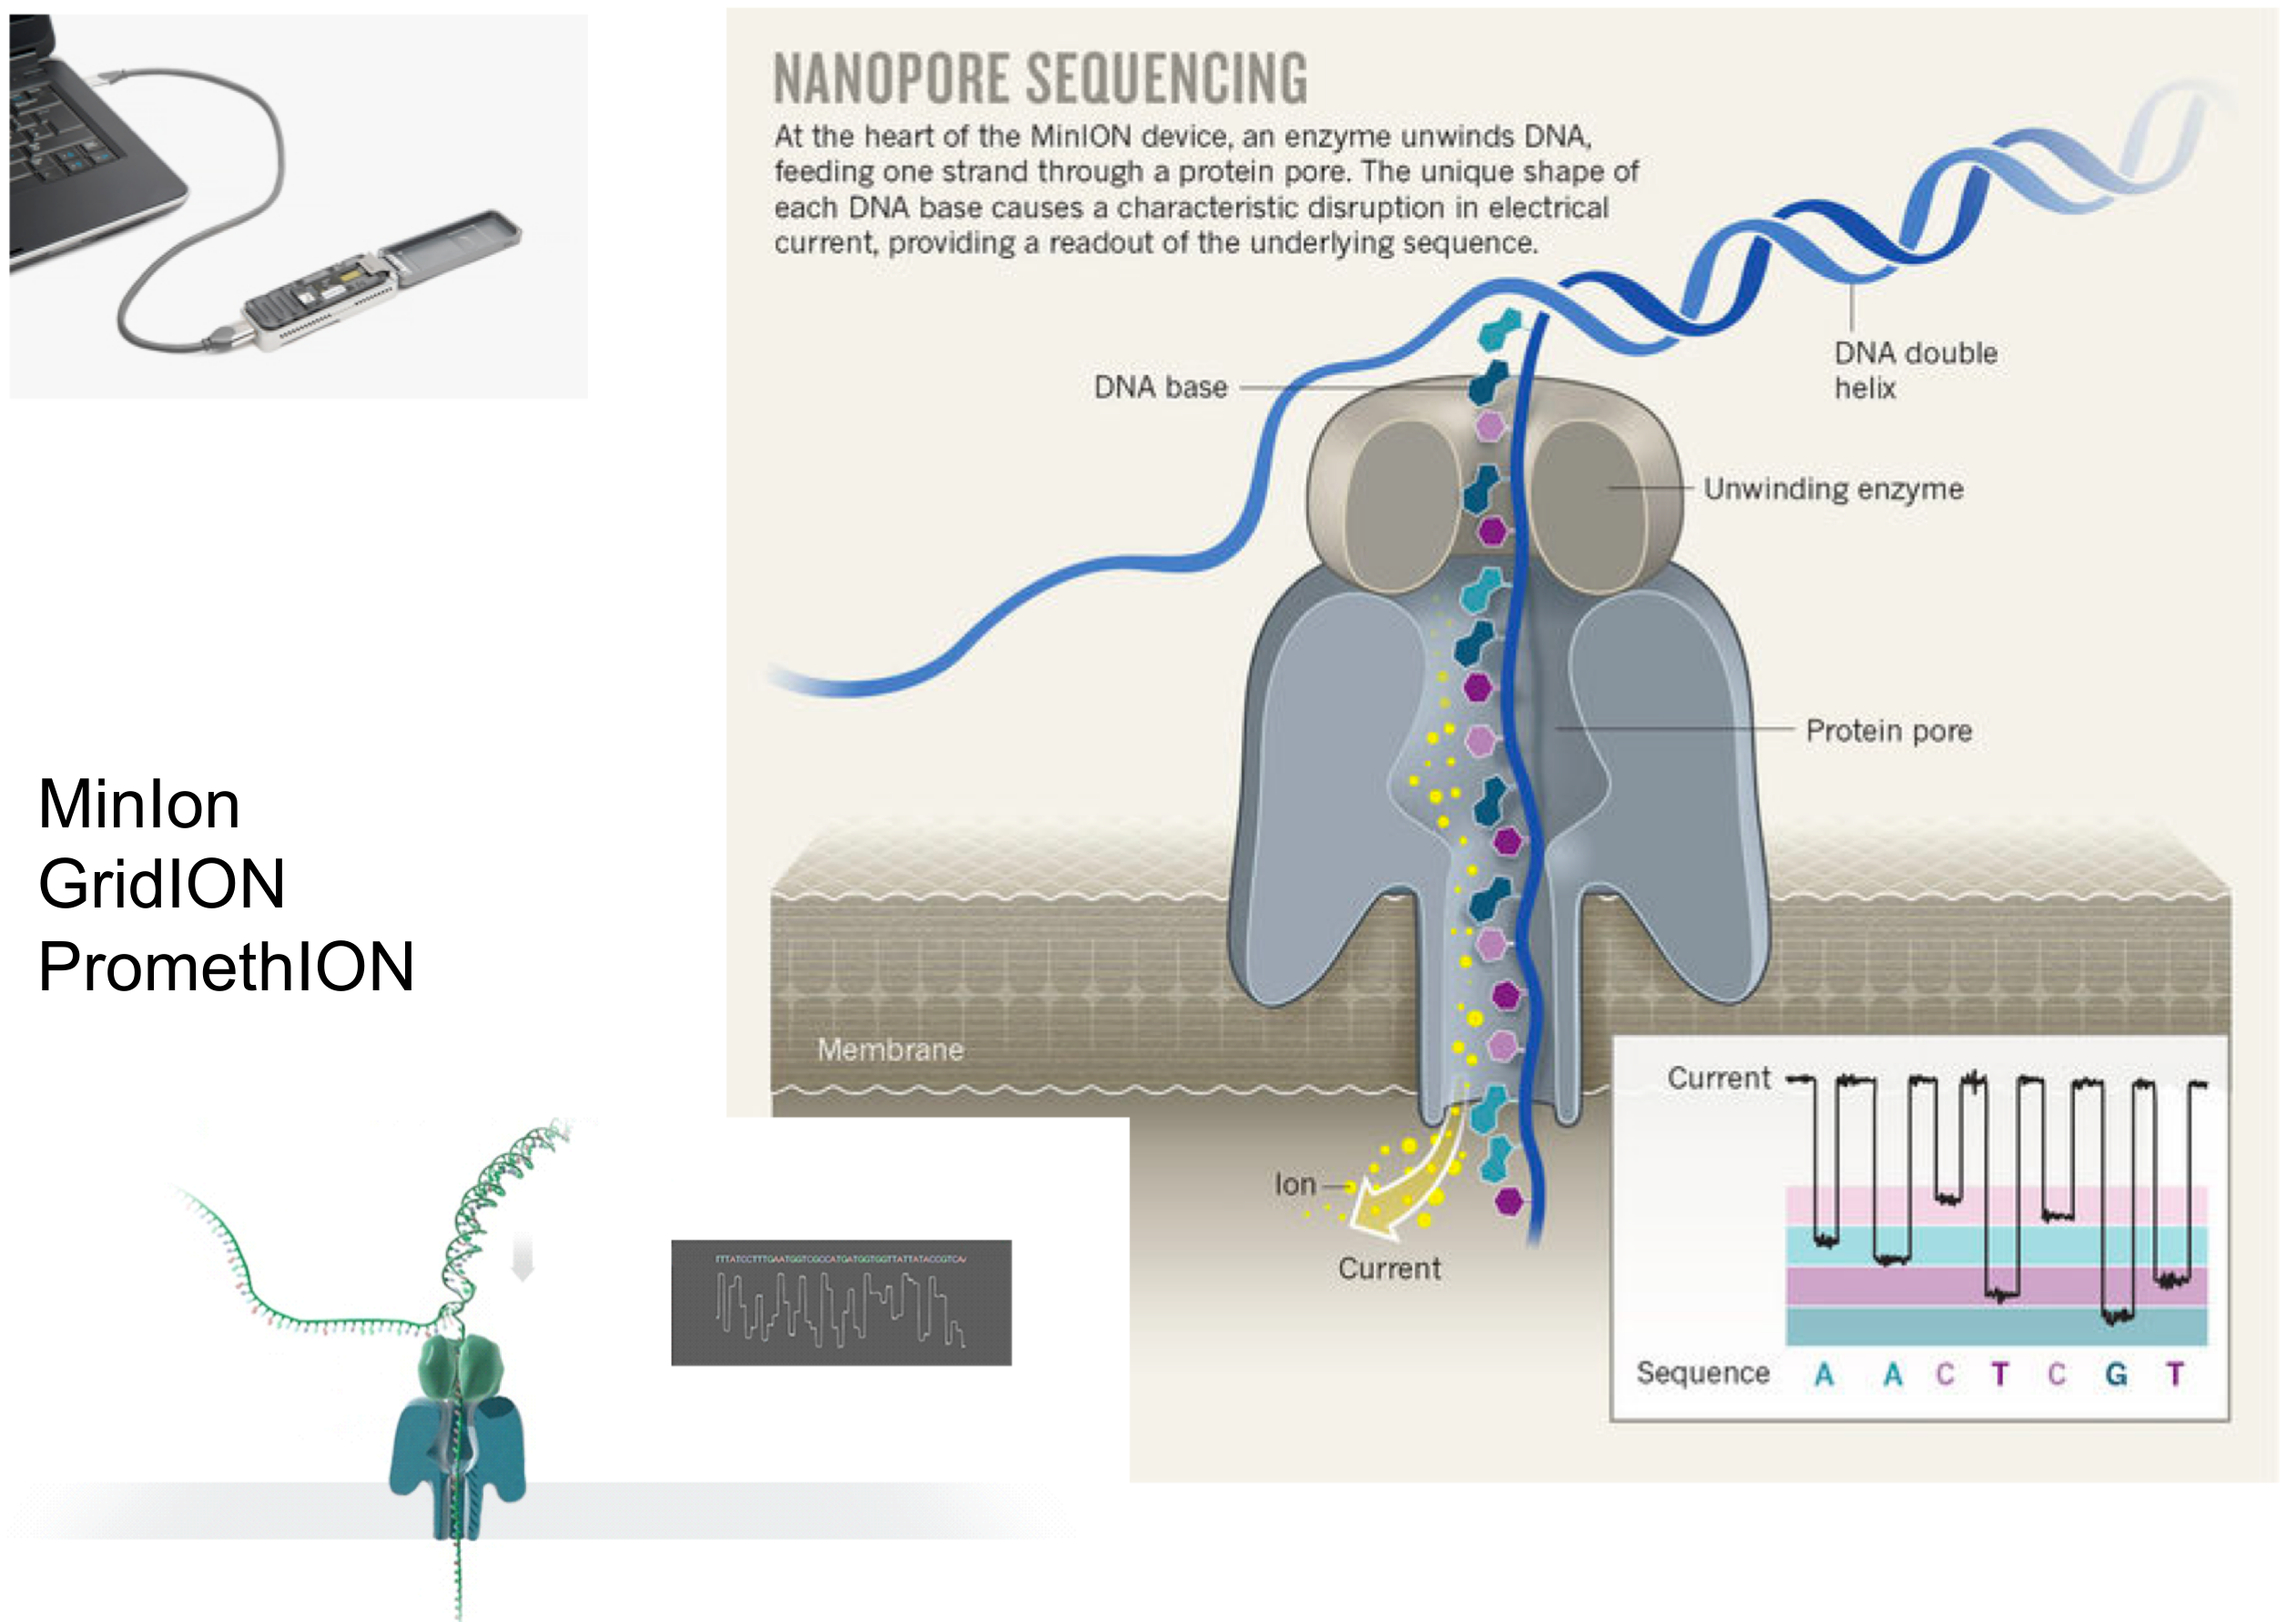 NANOPORE SEQUENCING
At the heart of the MinION device, an enzyme unwinds DNA,
feeding one strand through a protein pore. The unique shape of
each DNA base causes a characteristic disruption in electrical
current, providing a readout of the underlying sequence.
DNA double
helix
DNA base
Unwinding enzyme
Protein pore
MinIon
GridION
PromethION
Membrane
Current
Ion
Current
Sequence A A C T C G T